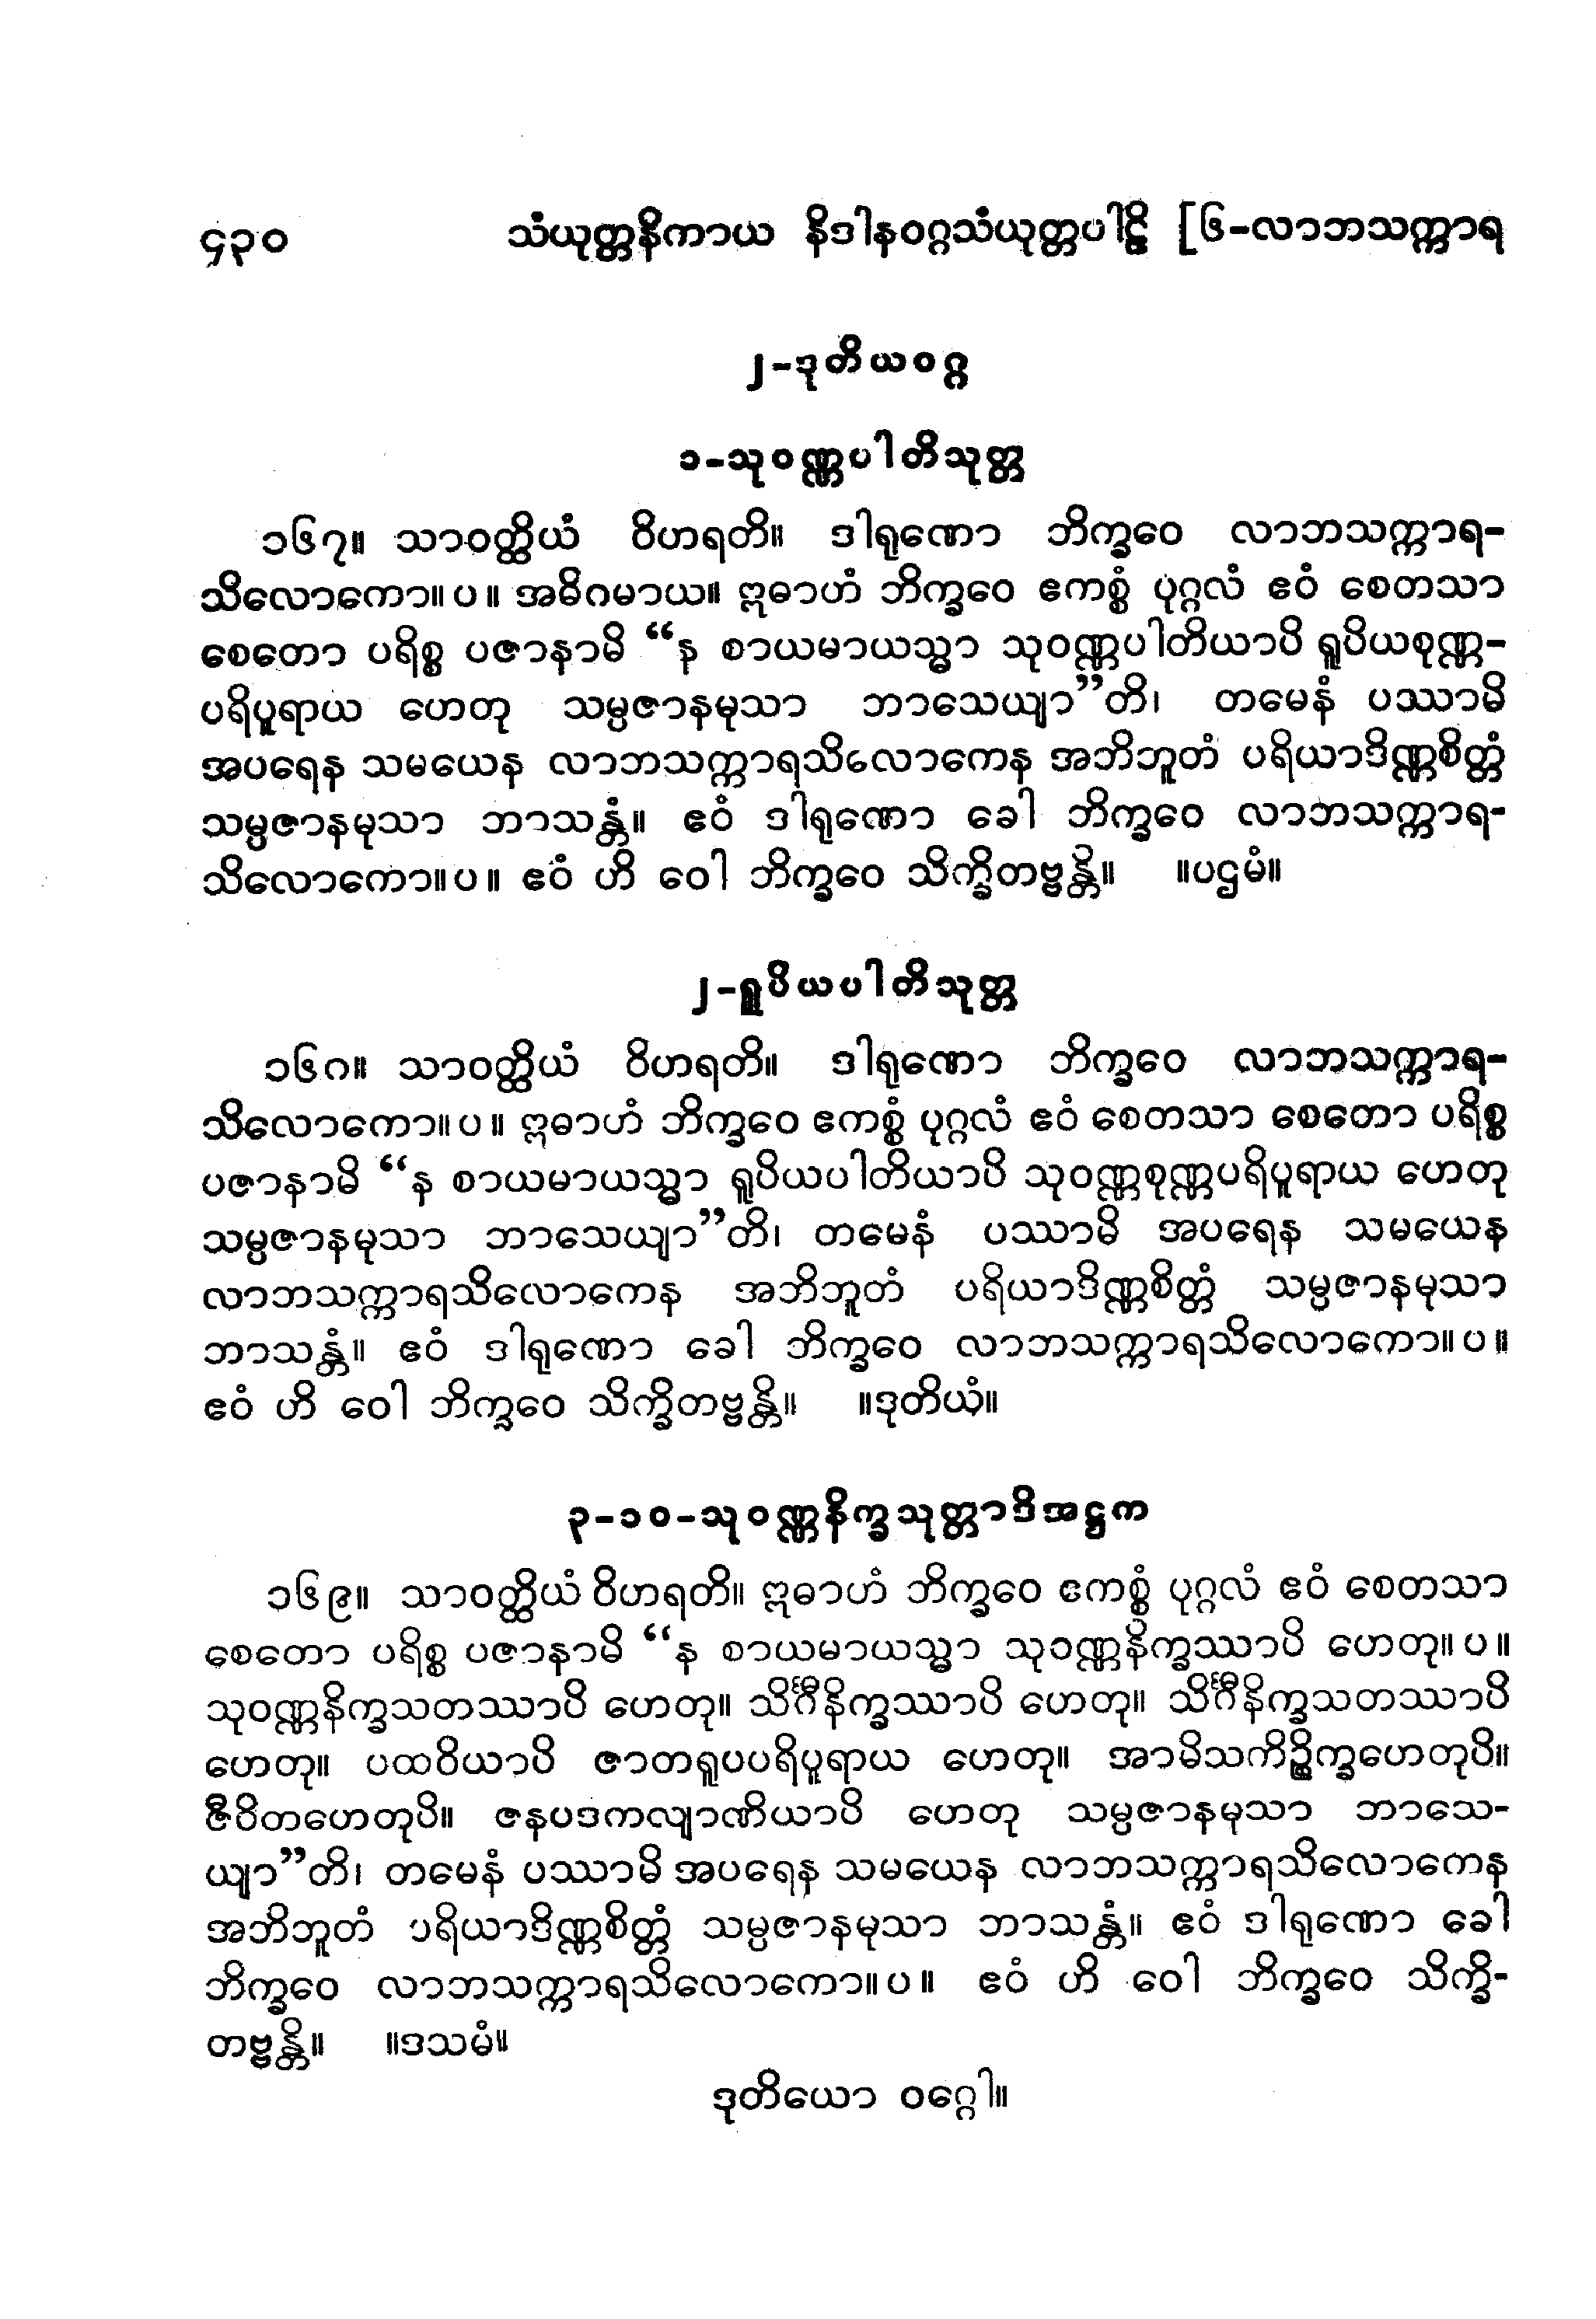 ၄၃၀ သံယုတ္တနိကာယ နိဒါနဝဂ္ဂသံယုတ္တပါဠိ [၆-လာဘသက္ကာရ
၂-ဒုတိယဝဂ္ဂ
၁-သုဝဏ္ဏပါတိသုတ္တ
၁၆၇။ သာဝတ္ထိယံ ဝိဟရတိ။ ဒါရုဏော ဘိက္ခဝေ လာဘသက္ကာရ-
သိလောကော။ပ။ အဓိဂမာယ။ ဣဓာဟံ ဘိက္ခဝေ ဧကစ္စံ ပုဂ္ဂလံ ဧဝံ စေတသာ
စေတော ပရိစ္စ ပဇာနာမိ “န စာယမာယသ္မာ သုဝဏ္ဏပါတိယာပိ ရူပိယစုဏ္ဏ-
ပရိပူရာယ ဟေတု သမ္ပဇာနမုသာ ဘာသေယျာ”တိ၊ တမေနံ ပဿာမိ
အပရေန သမယေန လာဘသက္ကာရသိလောကေန အဘိဘူတံ ပရိယာဒိဏ္ဏစိတ္တံ
သမ္ပဇာနမုသာ ဘာသန္တံ။ ဧဝံ ဒါရုဏော ခေါ ဘိက္ခဝေ လာဘသက္ကာရ-
သိလောကော။ပ။ ဧဝံ ဟိ ဝေါ ဘိက္ခဝေ သိက္ခိတဗ္ဗန္တိ။ ။ပဌမံ။
၂-ရူပိယပါတိသုတ္တ
၁၆၈။ သာဝတ္ထိယံ ဝိဟရတိ။ ဒါရုဏော ဘိက္ခဝေ လာဘသက္ကာရ-
သိလောကော။ပ။ ဣဓာဟံ ဘိက္ခဝေ ဧကစ္စံ ပုဂ္ဂလံ ဧဝံ စေတသာ စေတော ပရိစ္စ
ပဇာနာမိ “န စာယမာယသ္မာ ရူပိယပါတိယာပိ သုဝဏ္ဏစုဏ္ဏပရိပူရာယ ဟေတု
သမ္ပဇာနမုသာ ဘာသေယျာ”တိ၊ တမေနံ ပဿာမိ အပရေန သမယေန
လာဘသက္ကာရသိလောကေန အဘိဘူတံ ပရိယာဒိဏ္ဏစိတ္တံ သမ္ပဇာနမုသာ
ဘာသန္တံ။ ဧဝံ ဒါရုဏော ခေါ ဘိက္ခဝေ လာဘသက္ကာရသိလောကော။ပ။
ဧဝံ ဟိ ဝေါ ဘိက္ခဝေ သိက္ခိတဗ္ဗန္တိ။ ။ဒုတိယံ။
၃-၁၀-သုဝဏ္ဏနိက္ခသုတ္တာဒိအဋ္ဌက
၁၆၉။ သာဝတ္ထိယံ ဝိဟရတိ။ ဣဓာဟံ ဘိက္ခဝေ ဧကစ္စံ ပုဂ္ဂလံ ဧဝံ စေတသာ
စေတော ပရိစ္စ ပဇာနာမိ “န စာယမာယသ္မာ သုဝဏ္ဏနိက္ခဿာပိ ဟေတု။ပ။
သုဝဏ္ဏနိက္ခသတဿာပိ ဟေတု။ သိင်္ဂီနိက္ခဿာပိ ဟေတု။ သိင်္ဂီနိက္ခသတဿာပိ
ဟေတု။ ပထဝိယာပိ ဇာတရူပပရိပူရာယ ဟေတု။ အာမိသကိဉ္စိက္ခဟေတုပိ။
ဇီဝိတဟေတုပိ။ ဇနပဒကလျာဏိယာပိ ဟေတု သမ္ပဇာနမုသာ ဘာသေ-
ယျာ”တိ၊ တမေနံ ပဿာမိ အပရေန သမယေန လာဘသက္ကာရသိလောကေန
အဘိဘူတံ ပရိယာဒိဏ္ဏစိတ္တံ သမ္ပဇာနမုသာ ဘာသန္တံ။ ဧဝံ ဒါရုဏော ခေါ
ဘိက္ခဝေ လာဘသက္ကာရသိလောကော။ပ။ ဧဝံ ဟိ ဝေါ ဘိက္ခဝေ သိက္ခိ-
တဗ္ဗန္တိ။ ။ဒသမံ။
ဒုတိယော ဝဂ္ဂေါ။